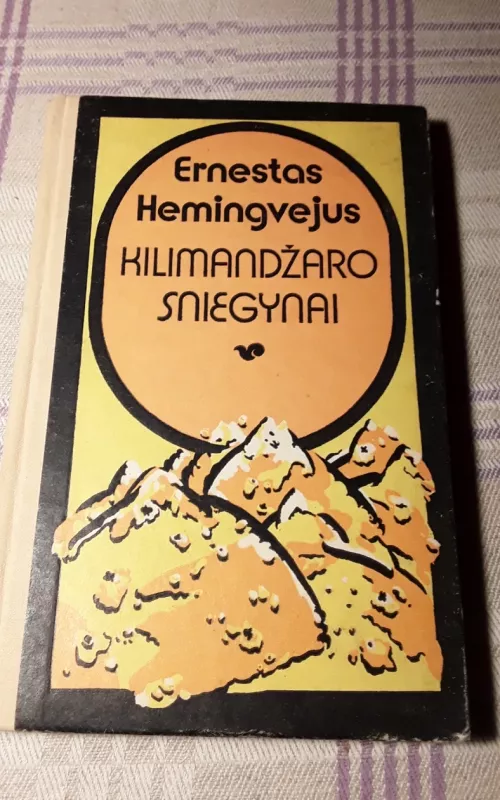 Ernestas
Hemingvejus
KILIMANDŽARO
SNIEGYNAI